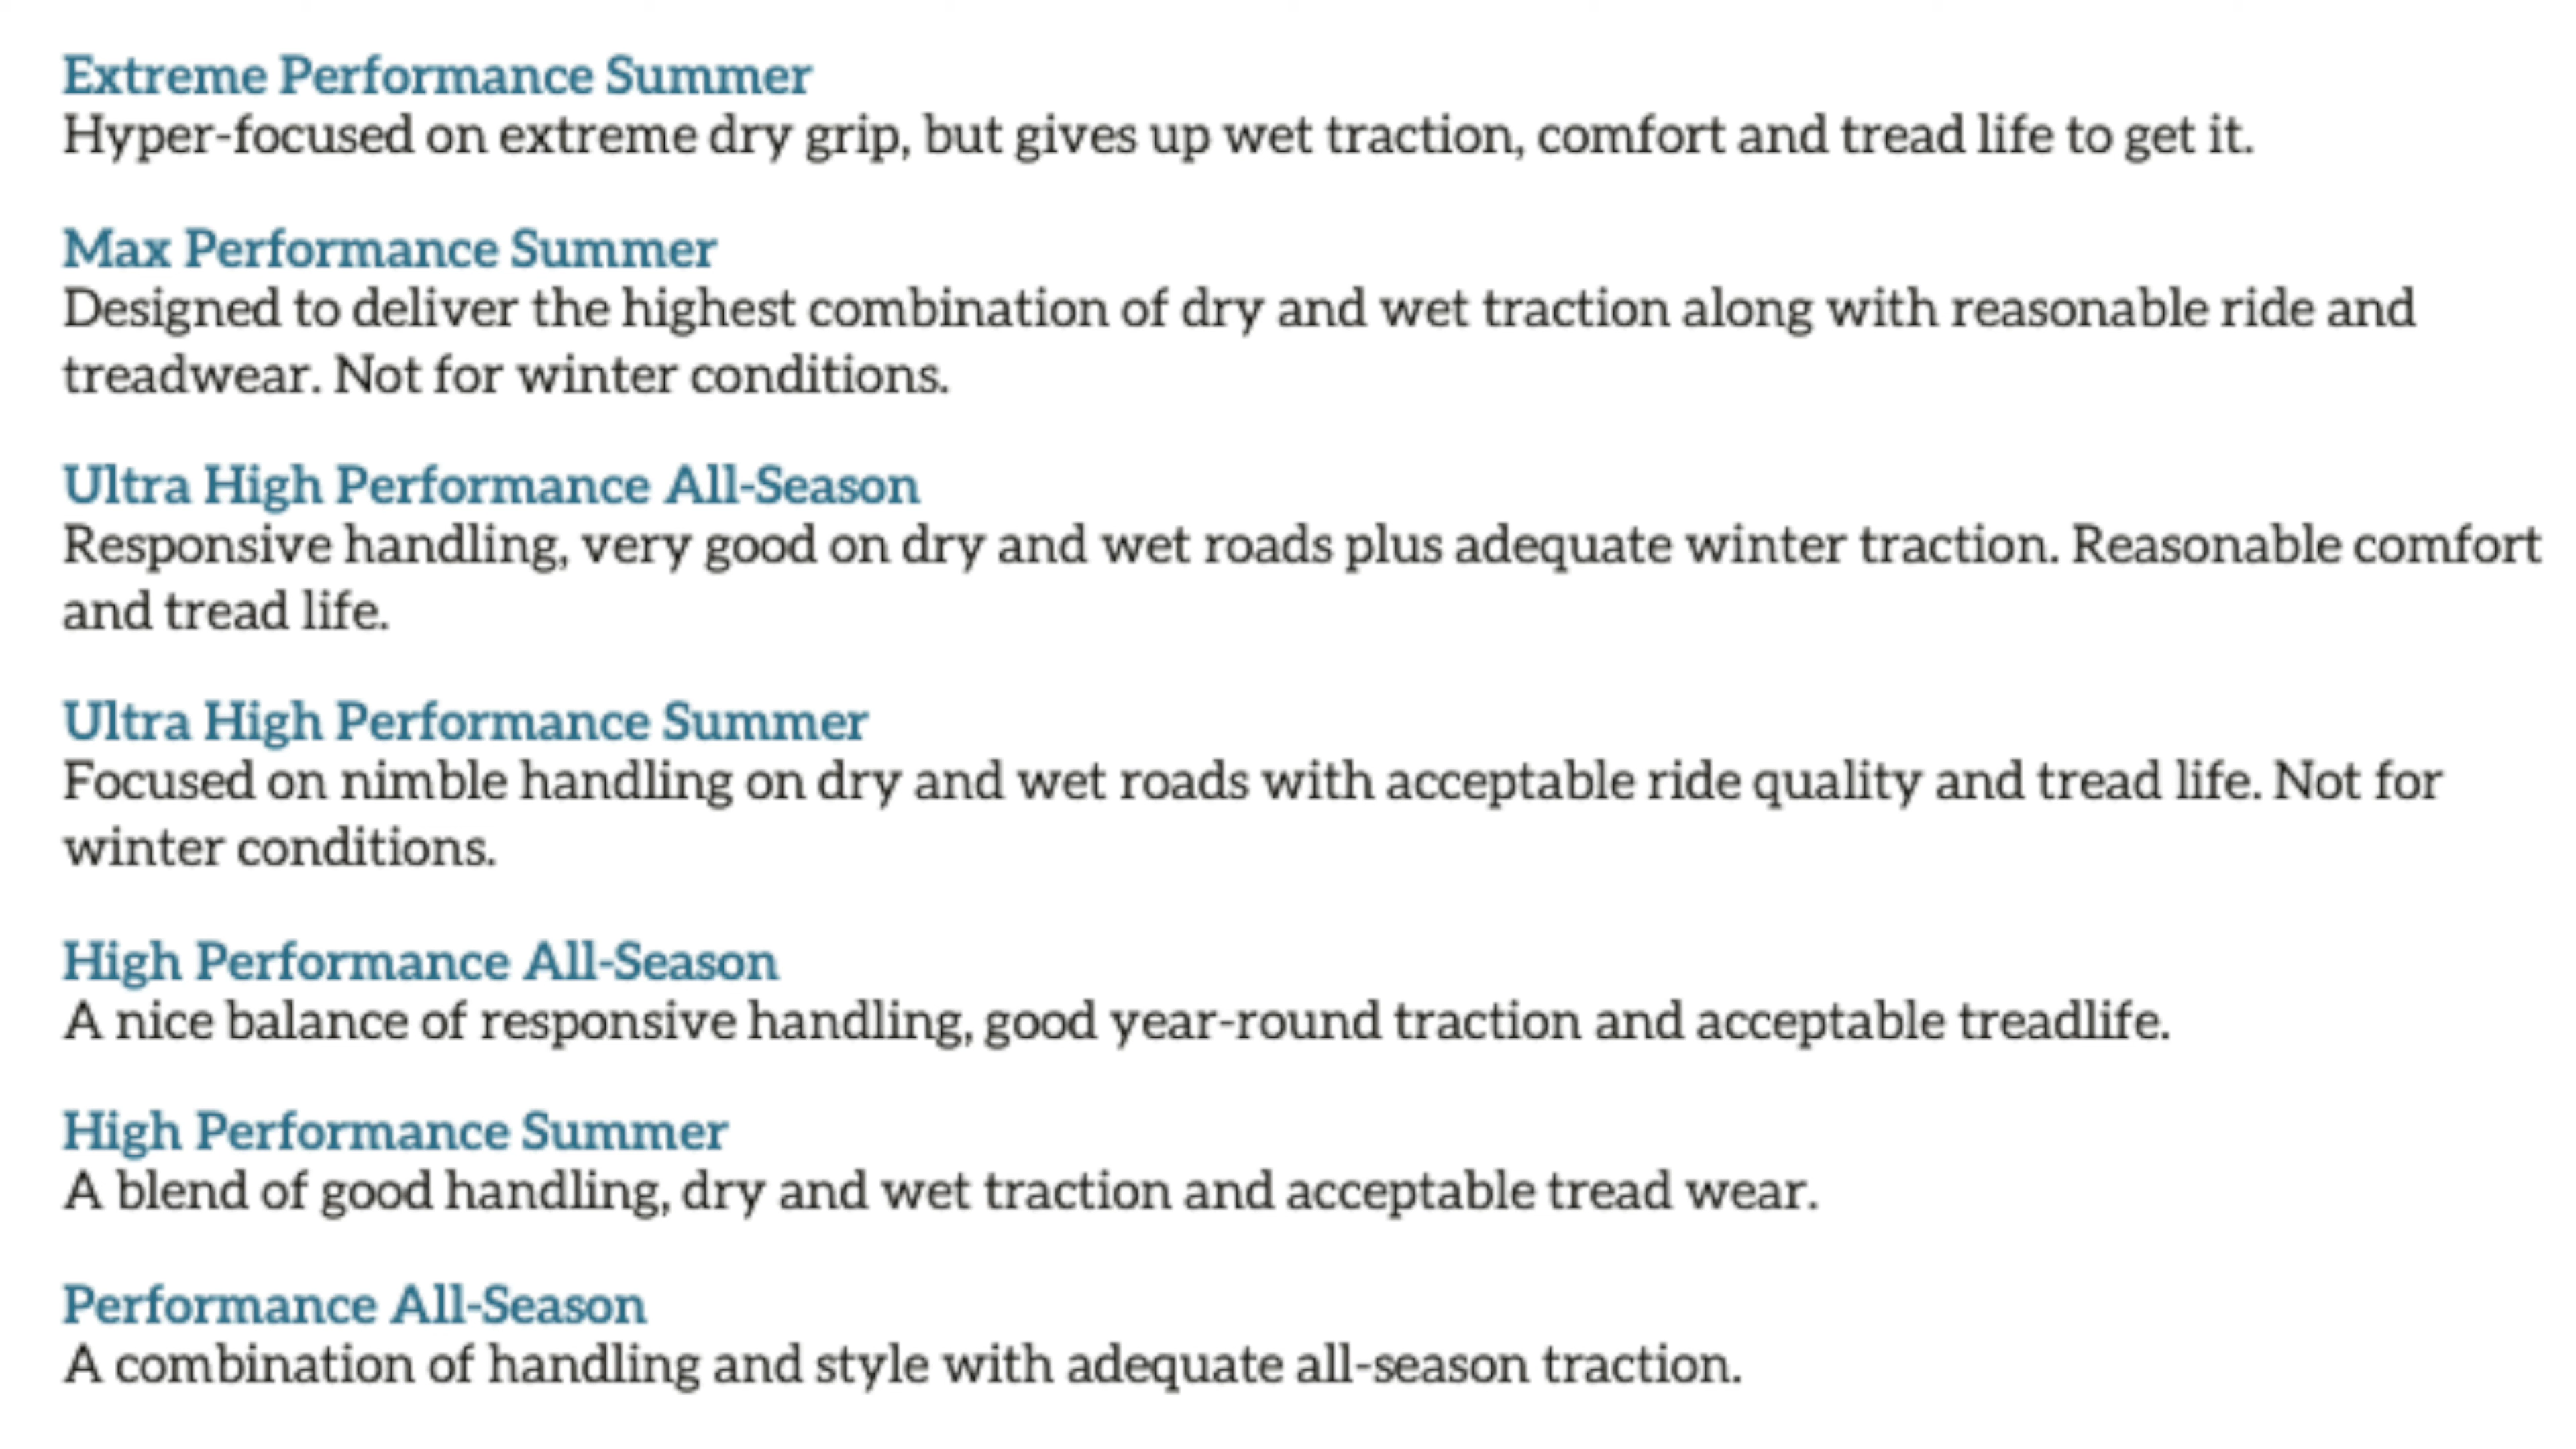 Extreme Performance Summer
Hyper-focused on extreme dry grip, but gives up wet traction, comfort and tread life to get it.
Max Performance Summer
Designed to deliver the highest combination of dry and wet traction along with reasonable ride and
treadwear. Not for winter conditions.
Ultra High Performance All-Season
Responsive handling, very good on dry and wet roads plus adequate winter traction. Reasonable comfort
and tread life.
Ultra High Performance Summer
Focused on nimble handling on dry and wet roads with acceptable ride quality and tread life. Not for
winter conditions.
High Performance All-Season
A nice balance of responsive handling, good year-round traction and acceptable treadlife.
High Performance Summer
A blend of good handling, dry and wet traction and acceptable tread wear.
Performance All-Season
A combination of handling and style with adequate all-season traction.